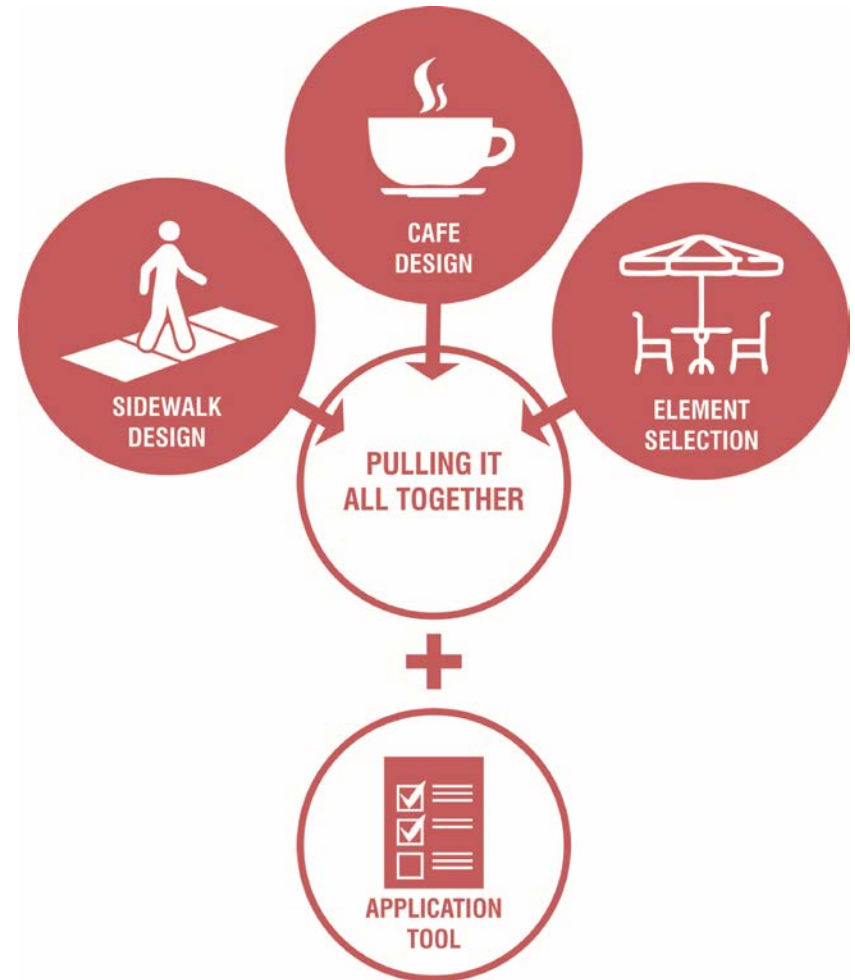 CAFE
DESIGN
SIDEWALK
DESIGN
ELEMENT
SELECTION
PULLING IT
ALL TOGETHER
+
APPLICATION
TOOL